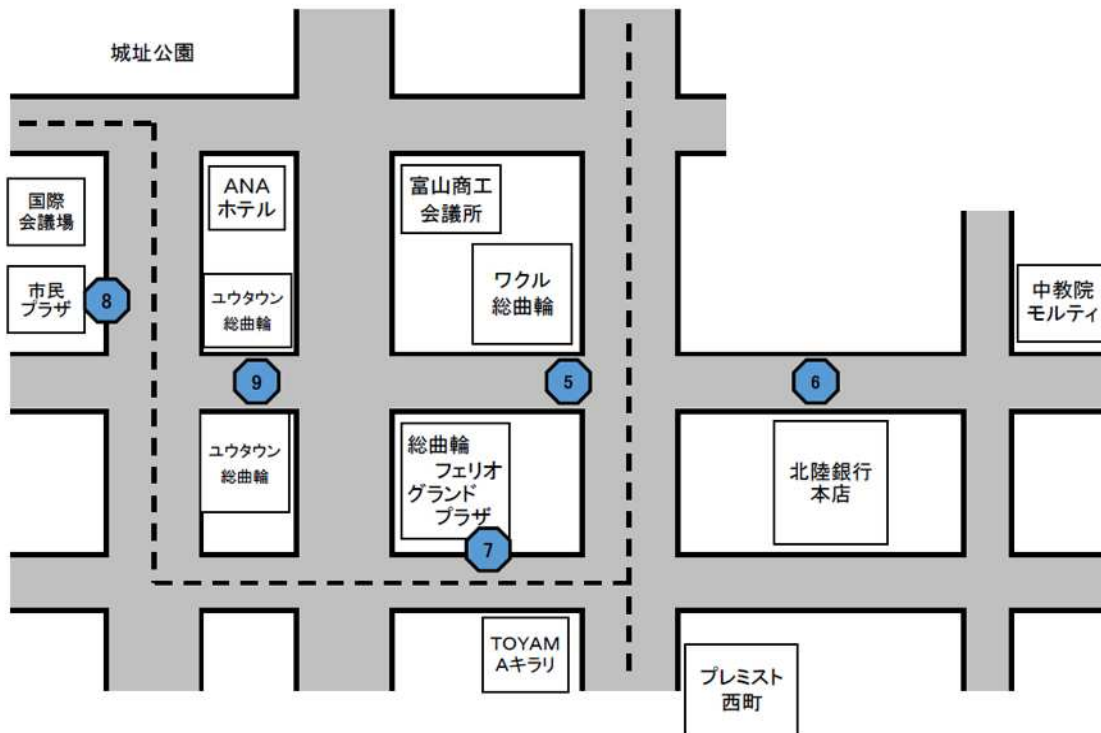 城址公園
国際
会議場
ANA
ホテル
富山商工
会議所
市民
プラザ
8
ユウタウン
総曲輪
ワクル
総曲輪
中教院
モルティ
9
5
6
ユウタウン
総曲輪
総曲輪
フェリオ
グランド
プラザ
7
北陸銀行
本店
TOYAM
Aキラリ
プレミスト
西町